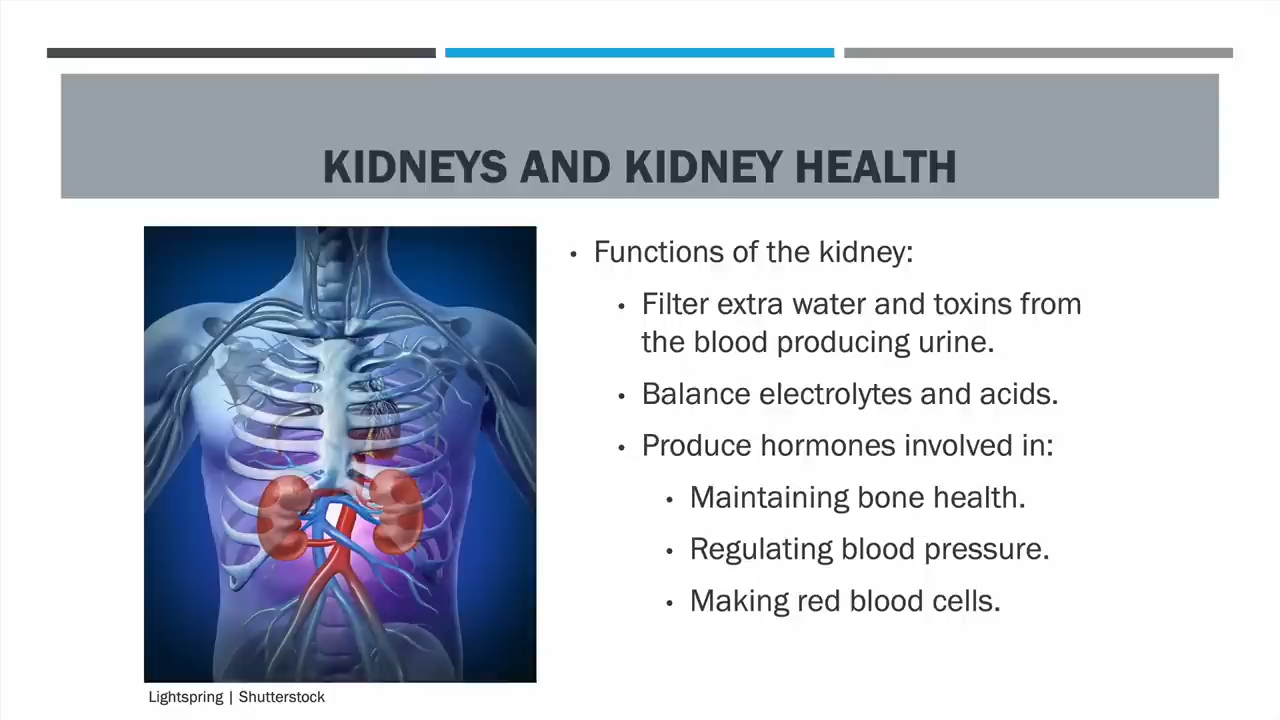 KIDNEYS AND KIDNEY HEALTH
• Functions of the kidney:
• Filter extra water and toxins from
the blood producing urine.
• Balance electrolytes and acids.
• Produce hormones involved in:
• Maintaining bone health.
• Regulating blood pressure.
• Making red blood cells.
Lightspring | Shutterstock